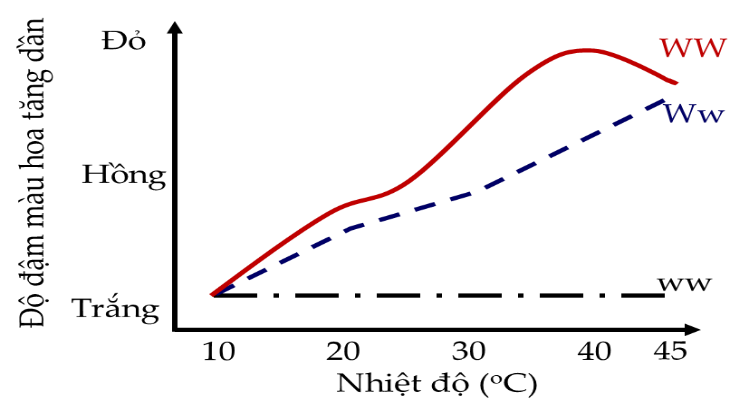 Độ đậm màu hoa tăng dần
Đỏ
Hồng
Trắng
WW
Ww
ww
10 20 30 40 45
Nhiệt độ (ºC)